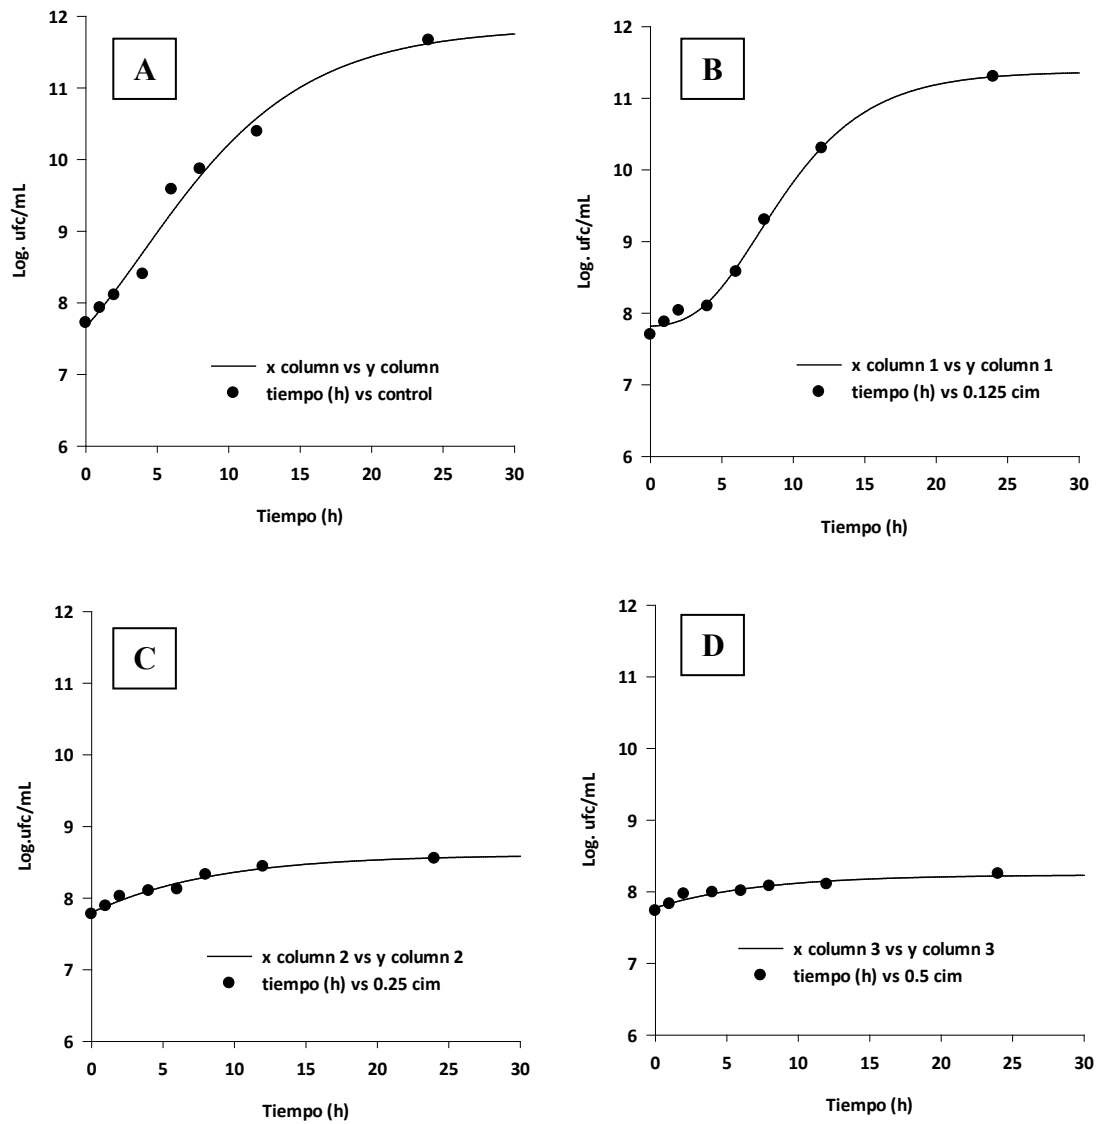 A
12
11
10
9
8
7
6
Log. ufc/mL
x column vs y column
tiempo (h) vs control
0 5 10 15 20 25 30
Tiempo (h)
B
12
11
10
9
8
7
6
Log. ufc/mL
x column 1 vs y column 1
tiempo (h) vs 0.125 cim
0 5 10 15 20 25 30
Tiempo (h)
C
12
11
10
9
8
7
6
Log.ufc/mL
x column 2 vs y column 2
tiempo (h) vs 0.25 cim
0 5 10 15 20 25 30
Tiempo (h)
D
12
11
10
9
8
7
6
Log. ufc/mL
x column 3 vs y column 3
tiempo (h) vs 0.5 cim
0 5 10 15 20 25 30
Tiempo (h)